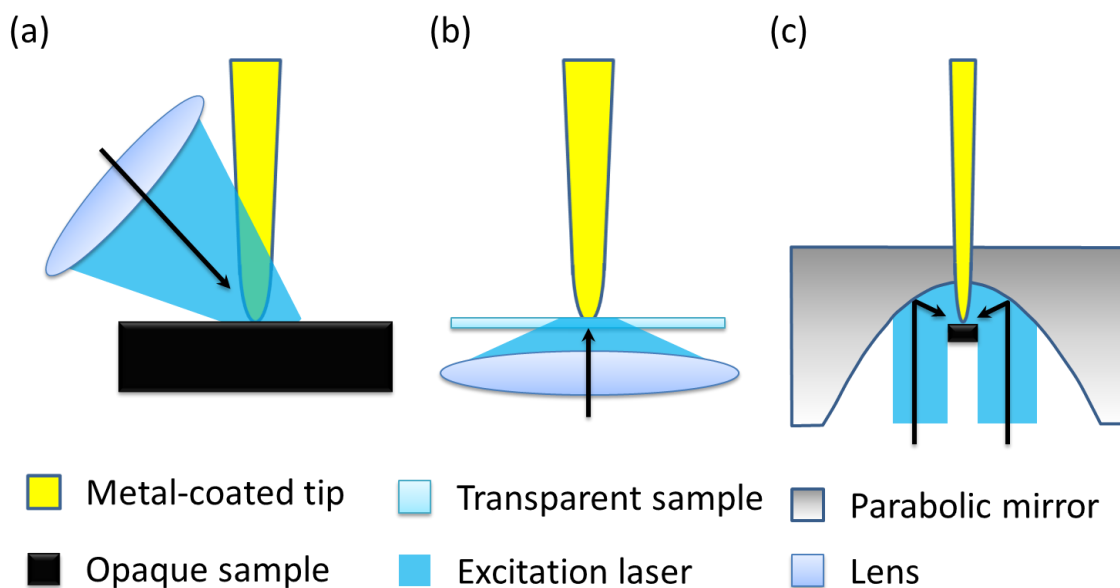 (a)
(b)
(c)
Metal-coated tip
Transparent sample
Parabolic mirror
Opaque sample
Excitation laser
Lens